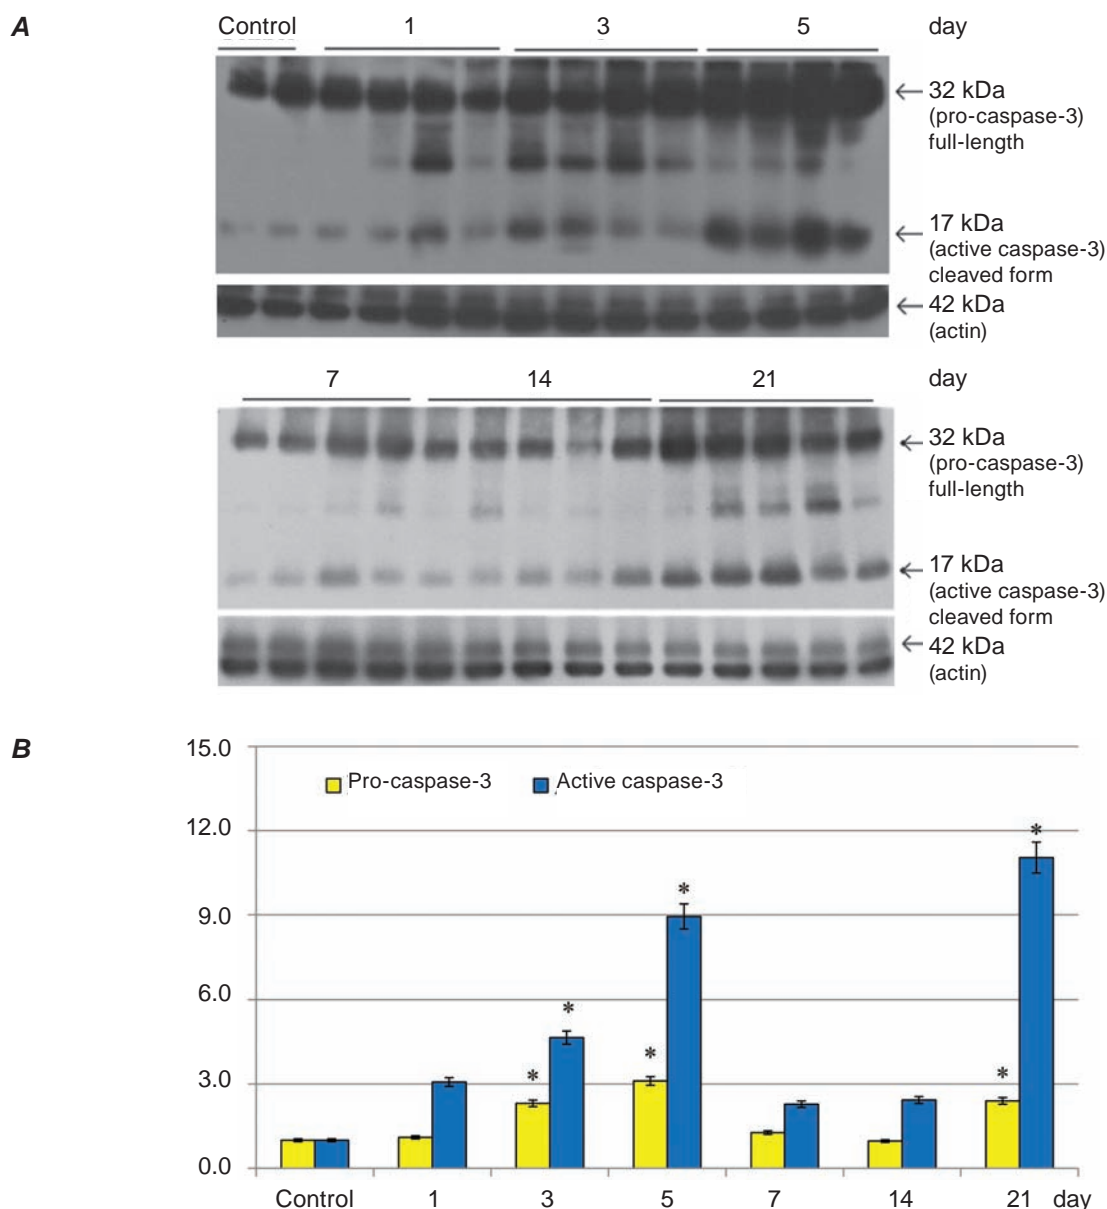 A
Control 1 3 5 day
32 kDa
(pro-caspase-3)
full-length
17 kDa
(active caspase-3)
cleaved form
42 kDa
(actin)
7 14 21 day
32 kDa
(pro-caspase-3)
full-length
17 kDa
(active caspase-3)
cleaved form
42 kDa
(actin)
B
15.0
Pro-caspase-3 Active caspase-3
12.0
*
9.0
*
6.0
* *
*
3.0
* *
0.0
Control 1 3 5 7 14 21 day